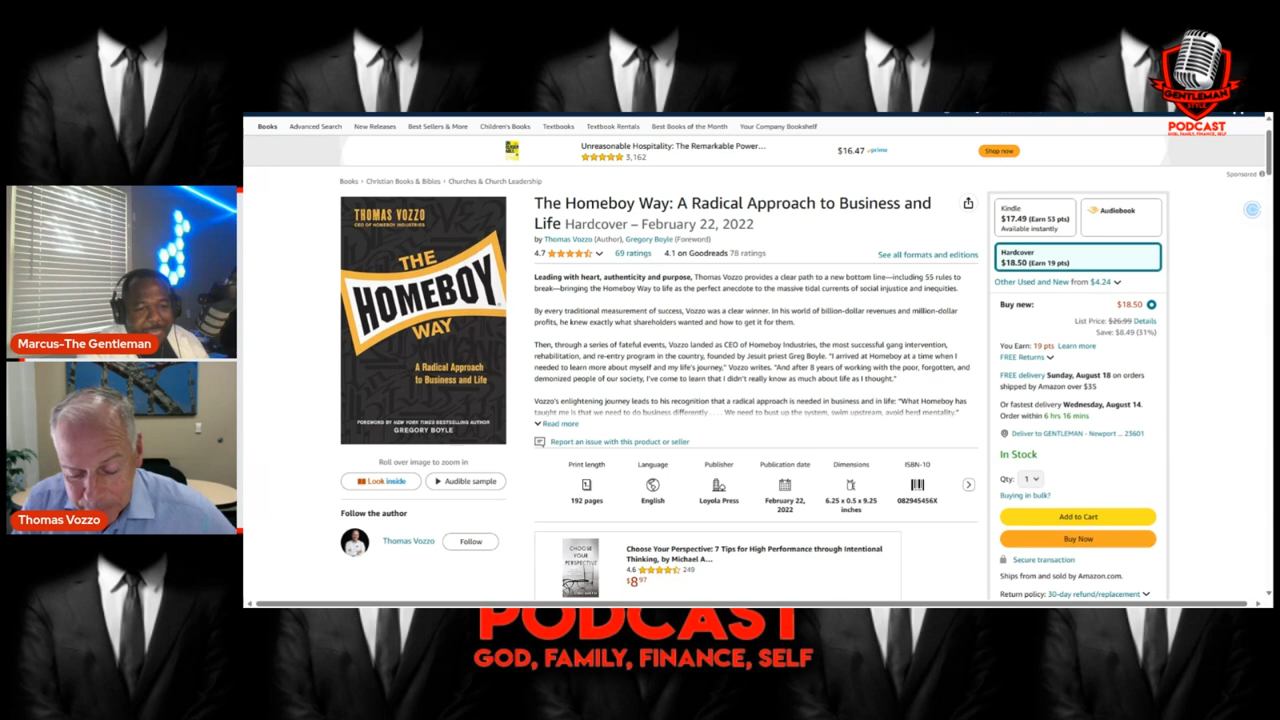 GENTLEMAN
STYLE
PODCAST
GOD, FAMILY, FINANCE, SELF
Books Advanced Search New Releases Best Sellers & More Children's Books Textbooks Textbook Rentals Best Books of the Month Your Company Bookshelf
Unreasonable Hospitality: The Remarkable Power...
3,162
$16.47 prime
Shop now
Sponsored
Books › Christian Books & Bibles › Churches & Church Leadership
THOMAS VOZZO
CEO OF HOMEBOY INDUSTRIES
THE
HOMEBOY
WAY
A Radical Approach
to Business and Life
FOREWORD BY NEW YORK TIMES BESTSELLING AUTHOR
GREGORY BOYLE
Roll over image to zoom in
Look inside
Audible sample
Follow the author
Thomas Vozzo
Follow
The Homeboy Way: A Radical Approach to Business and
Life Hardcover – February 22, 2022
by Thomas Vozzo (Author), Gregory Boyle (Foreword)
4.7 69 ratings 4.1 on Goodreads 78 ratings
See all formats and editions
Leading with heart, authenticity and purpose, Thomas Vozzo provides a clear path to a new bottom line—including 55 rules to
break—bringing the Homeboy Way to life as the perfect anecdote to the massive tidal currents of social injustice and inequities.
By every traditional measurement of success, Vozzo was a clear winner. In his world of billion-dollar revenues and million-dollar
profits, he knew exactly what shareholders wanted and how to get it for them.
Then, through a series of fateful events, Vozzo landed as CEO of Homeboy Industries, the most successful gang intervention,
rehabilitation, and re-entry program in the country, founded by Jesuit priest Greg Boyle. "I arrived at Homeboy at a time when I
needed to learn more about myself and my life's journey," Vozzo writes. "And after 8 years of working with the poor, forgotten, and
demonized people of our society, I've come to learn that I didn't really know as much about life as I thought."
Vozzo's enlightening journey leads to his recognition that a radical approach is needed in business and in life: "What Homeboy has
taught me is that we need to do business differently . . . . We need to bust up the system, swim upstream, avoid herd mentality."
Read more
Report an issue with this product or seller
Print length
192 pages
Language
English
Publisher
Loyola Press
Publication date
February 22,
2022
Dimensions
6.25 x 0.5 x 9.25
inches
ISBN-10
082945456X
CHOOSE
YOUR
PERSPECTIVE
Choose Your Perspective: 7 Tips for High Performance through Intentional
Thinking, by Michael A...
4.6 249
$8.97
Kindle
$17.49 (Earn 53 pts)
Available instantly
Audiobook
Hardcover
$18.50 (Earn 19 pts)
Other Used and New from $4.24
Buy new: $18.50
List Price: $26.99 Details
Save: $8.49 (31%)
You Earn: 19 pts Learn more
FREE Returns
FREE delivery Sunday, August 18 on orders
shipped by Amazon over $35
Or fastest delivery Wednesday, August 14.
Order within 6 hrs 16 mins
Deliver to GENTLEMAN - Newport ... 23601
In Stock
Qty: 1
Buying in bulk?
Add to Cart
Buy Now
Secure transaction
Ships from and sold by Amazon.com.
Return policy: 30-day refund/replacement
Marcus-The Gentleman
Thomas Vozzo
PODCAST
GOD, FAMILY, FINANCE, SELF